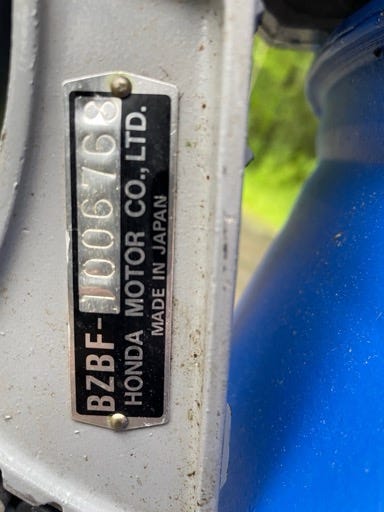 BZBF-1006768
HONDA MOTOR CO., LTD.
MADE IN JAPAN